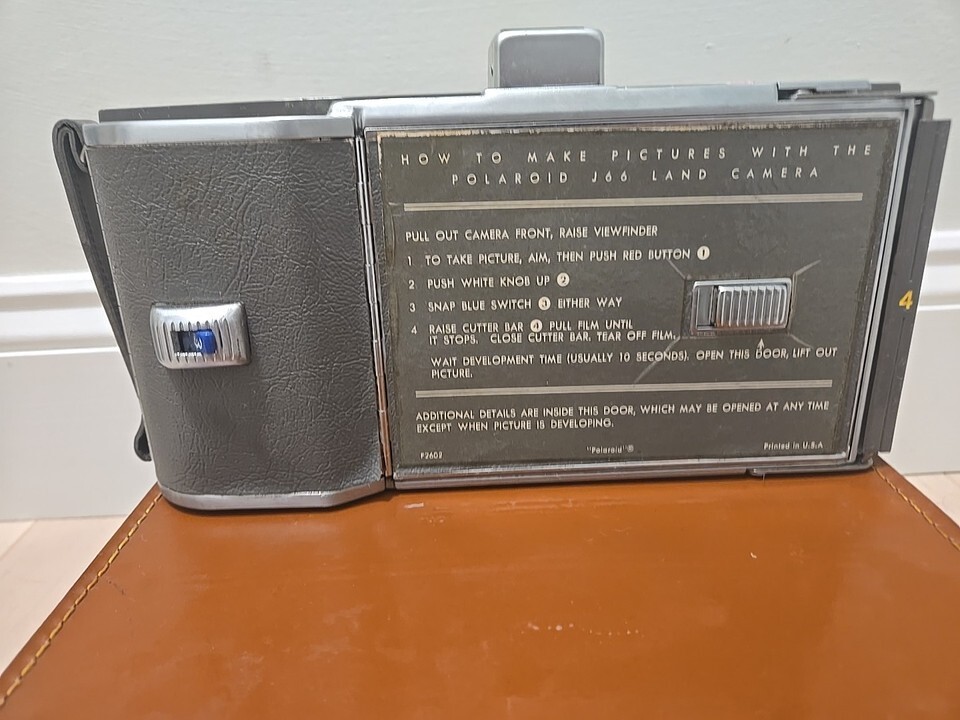 HOW TO MAKE PICTURES WITH THE
POLAROID J66 LAND CAMERA
PULL OUT CAMERA FRONT, RAISE VIEWFINDER
1 TO TAKE PICTURE, AIM, THEN PUSH RED BUTTON 1
2 PUSH WHITE KNOB UP 2
3 SNAP BLUE SWITCH 3 EITHER WAY
4 RAISE CUTTER BAR 4 PULL FILM UNTIL
IT STOPS. CLOSE CUTTER BAR, TEAR OFF FILM.
WAIT DEVELOPMENT TIME (USUALLY 10 SECONDS). OPEN THIS DOOR, LIFT OUT
PICTURE.
ADDITIONAL DETAILS ARE INSIDE THIS DOOR, WHICH MAY BE OPENED AT ANY TIME
EXCEPT WHEN PICTURE IS DEVELOPING.
P2602 "Polaroid"® Printed in U.S.A
3
4